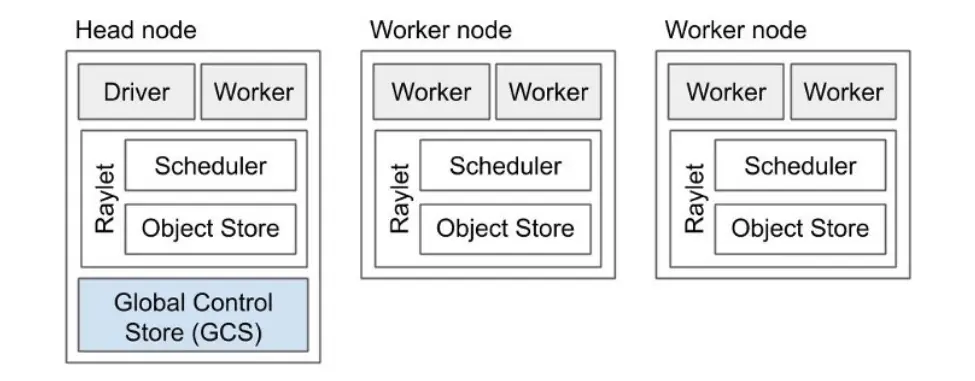 Head node
Driver
Worker
Raylet
Scheduler
Object Store
Global Control
Store (GCS)
Worker node
Worker
Worker
Raylet
Scheduler
Object Store
Worker node
Worker
Worker
Raylet
Scheduler
Object Store